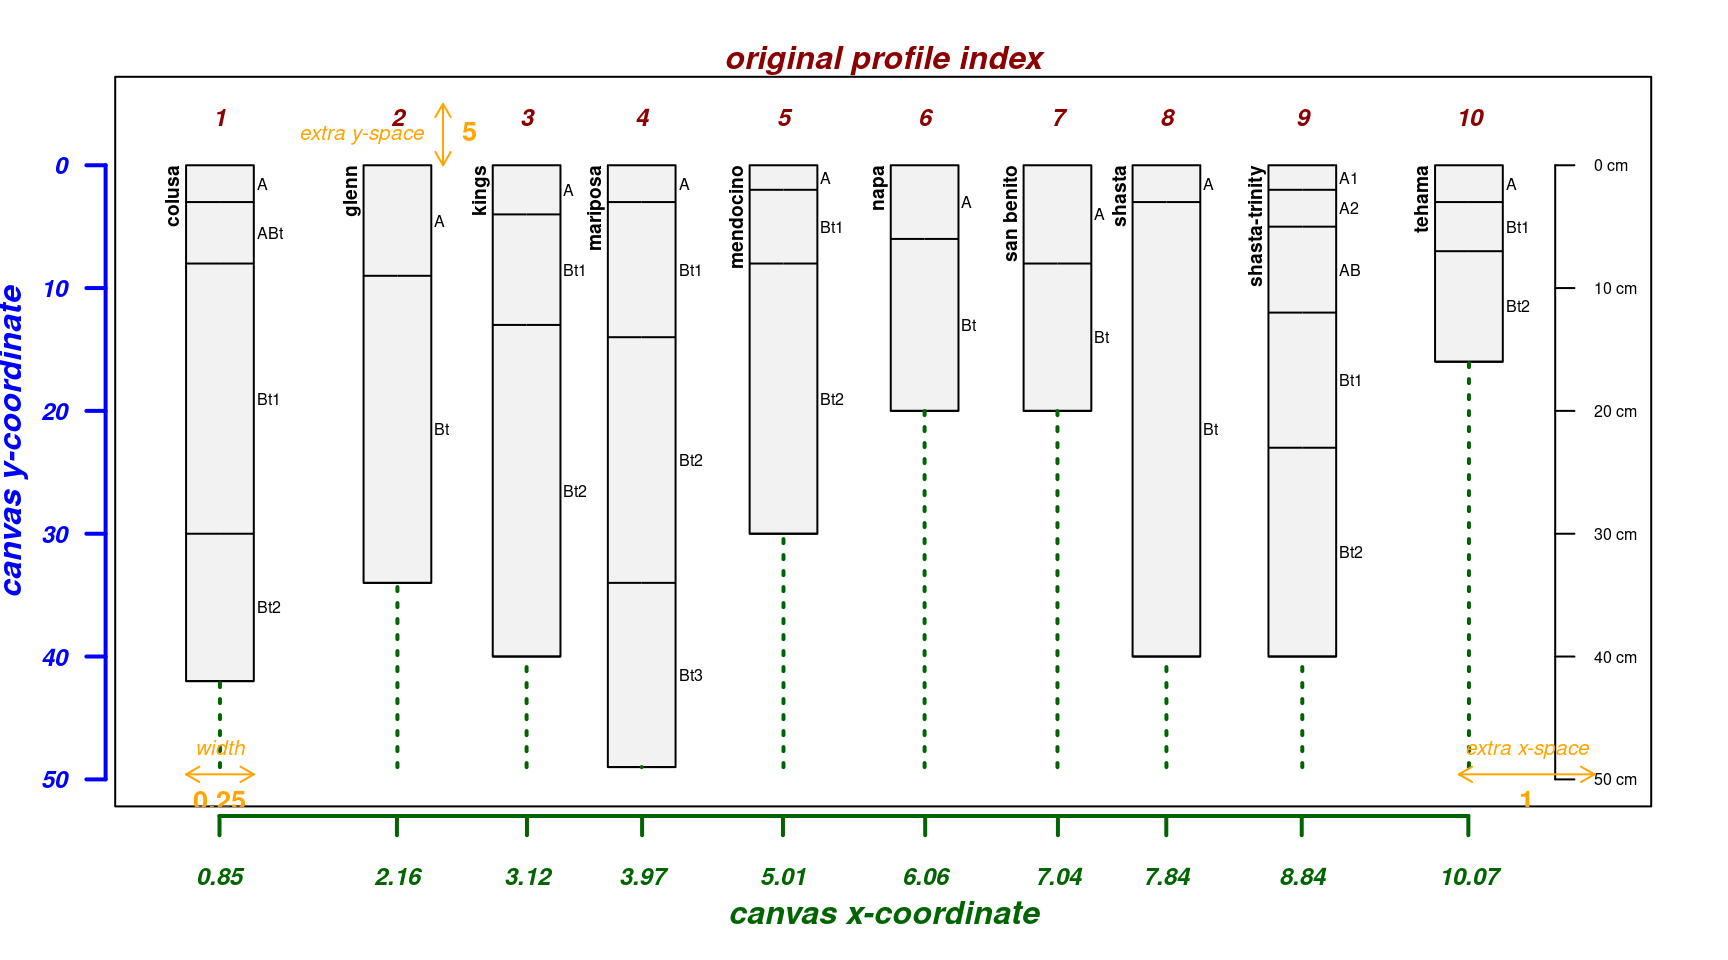 original profile index
1 2 3 4 5 6 7 8 9 10
extra y-space 5
canvas y-coordinate
0
10
20
30
40
50
colusa
A
ABt
Bt1
Bt2
glenn
A
Bt
kings
A
Bt1
Bt2
mariposa
A
Bt1
Bt2
Bt3
mendocino
A
Bt1
Bt2
napa
A
Bt
san benito
A
Bt
shasta
A
Bt
shasta-trinity
A1
A2
AB
Bt1
Bt2
tehama
A
Bt1
Bt2
0 cm
10 cm
20 cm
30 cm
40 cm
50 cm
width
0.25
extra x-space
1
0.85 2.16 3.12 3.97 5.01 6.06 7.04 7.84 8.84 10.07
canvas x-coordinate